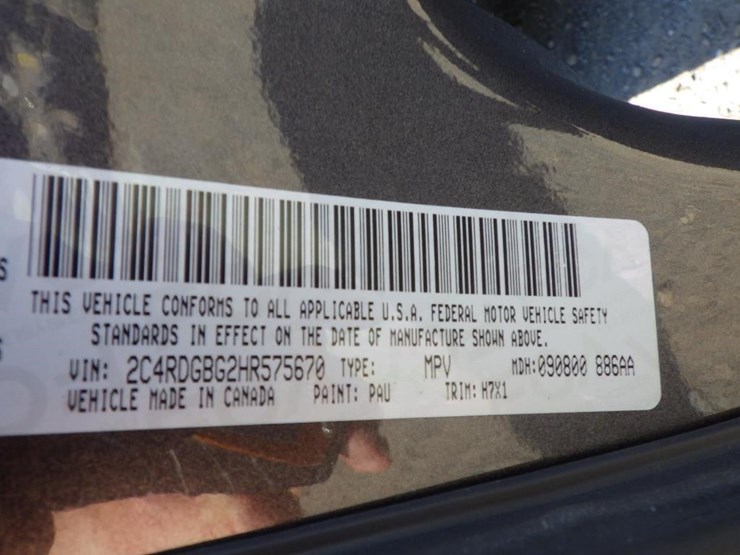 S
THIS VEHICLE CONFORMS TO ALL APPLICABLE U.S.A. FEDERAL MOTOR VEHICLE SAFETY
STANDARDS IN EFFECT ON THE DATE OF MANUFACTURE SHOWN ABOVE.
VIN: 2C4RDGBG2HR575670 TYPE: MPV MDH:090800 886AA
VEHICLE MADE IN CANADA PAINT: PAU TRIM: H7X1